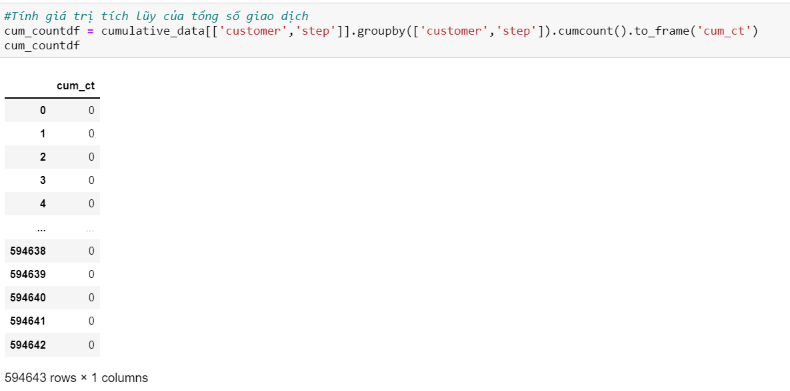 #Tính giá trị tích lũy của tổng số giao dịch
cum_countdf = cumulative_data[['customer','step']].groupby(['customer','step']).cumcount().to_frame('cum_ct')
cum_countdf
cum_ct
0 0
1 0
2 0
3 0
4 0
... ...
594638 0
594639 0
594640 0
594641 0
594642 0
594643 rows × 1 columns